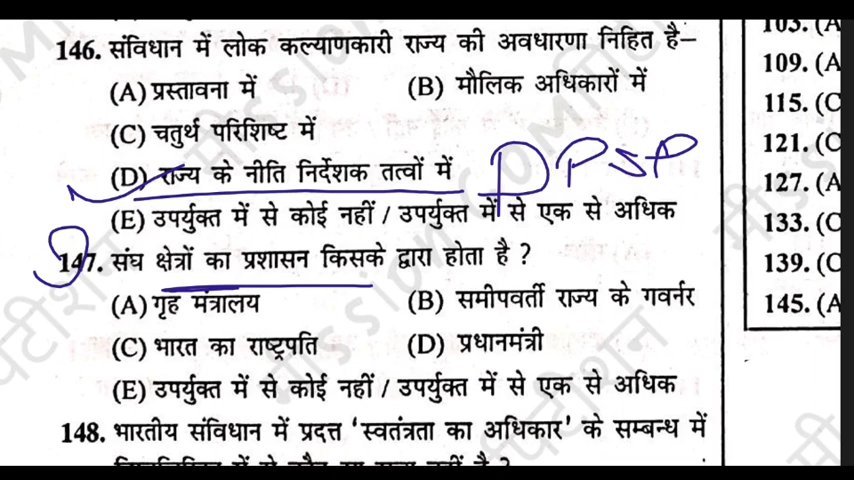 146. संविधान में लोक कल्याणकारी राज्य की अवधारणा निहित है–
(A) प्रस्तावना में (B) मौलिक अधिकारों में
(C) चतुर्थ परिशिष्ट में
(D) राज्य के नीति निर्देशक तत्वों में DPSP
(E) उपर्युक्त में से कोई नहीं / उपर्युक्त में से एक से अधिक
147. संघ क्षेत्रों का प्रशासन किसके द्वारा होता है ?
(A) गृह मंत्रालय (B) समीपवर्ती राज्य के गवर्नर
(C) भारत का राष्ट्रपति (D) प्रधानमंत्री
(E) उपर्युक्त में से कोई नहीं / उपर्युक्त में से एक से अधिक
148. भारतीय संविधान में प्रदत्त ‘स्वतंत्रता का अधिकार’ के सम्बन्ध में
103. (A
109. (A
115. (C
121. (C
127. (A
133. (C
139. (C
145. (A